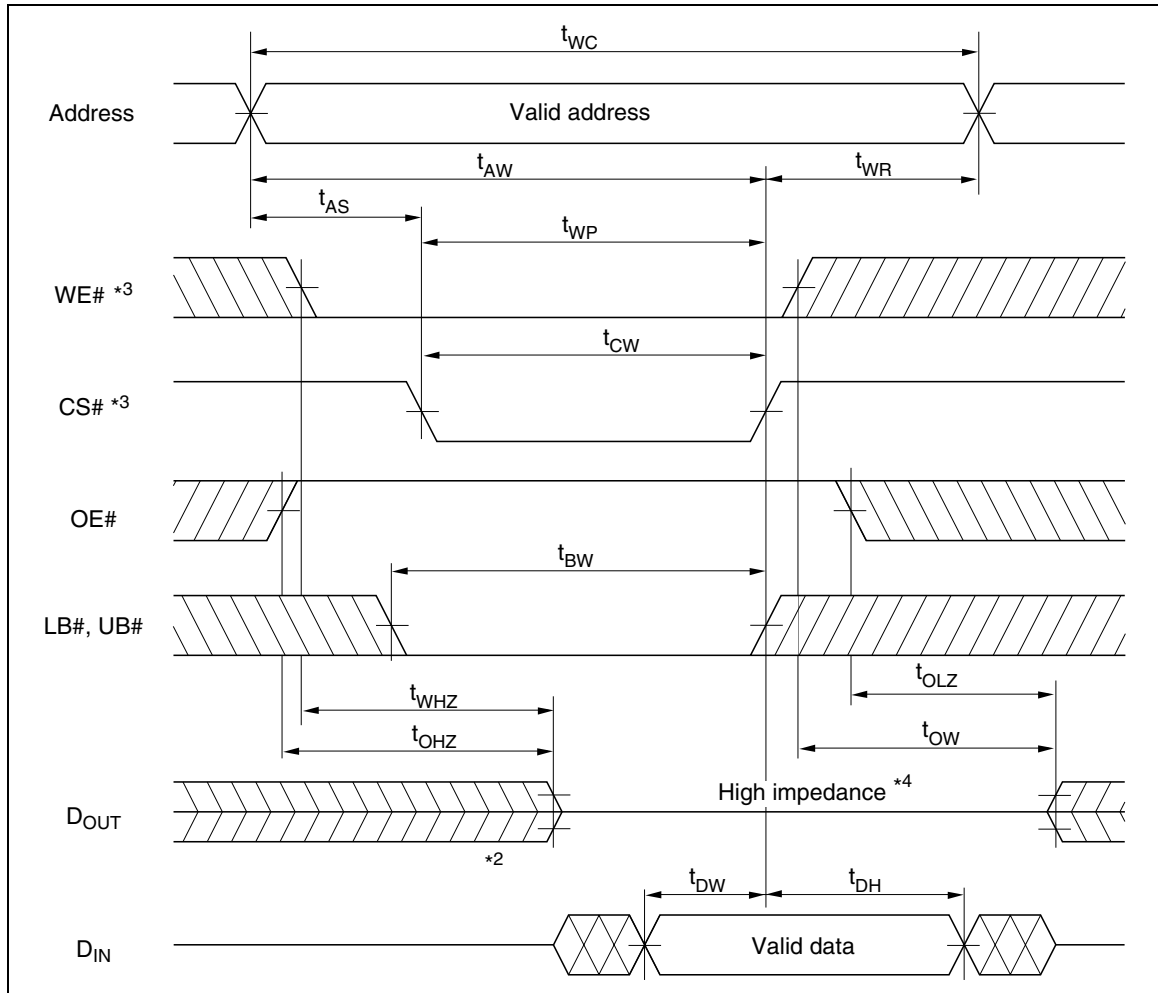 tWC
Address
Valid address
tAW
tWR
tAS
tWP
WE# *3
tCW
CS# *3
OE#
tBW
LB#, UB#
tOLZ
tWHZ
tOW
tOHZ
High impedance *4
DOUT
*2
tDW
tDH
DIN
Valid data